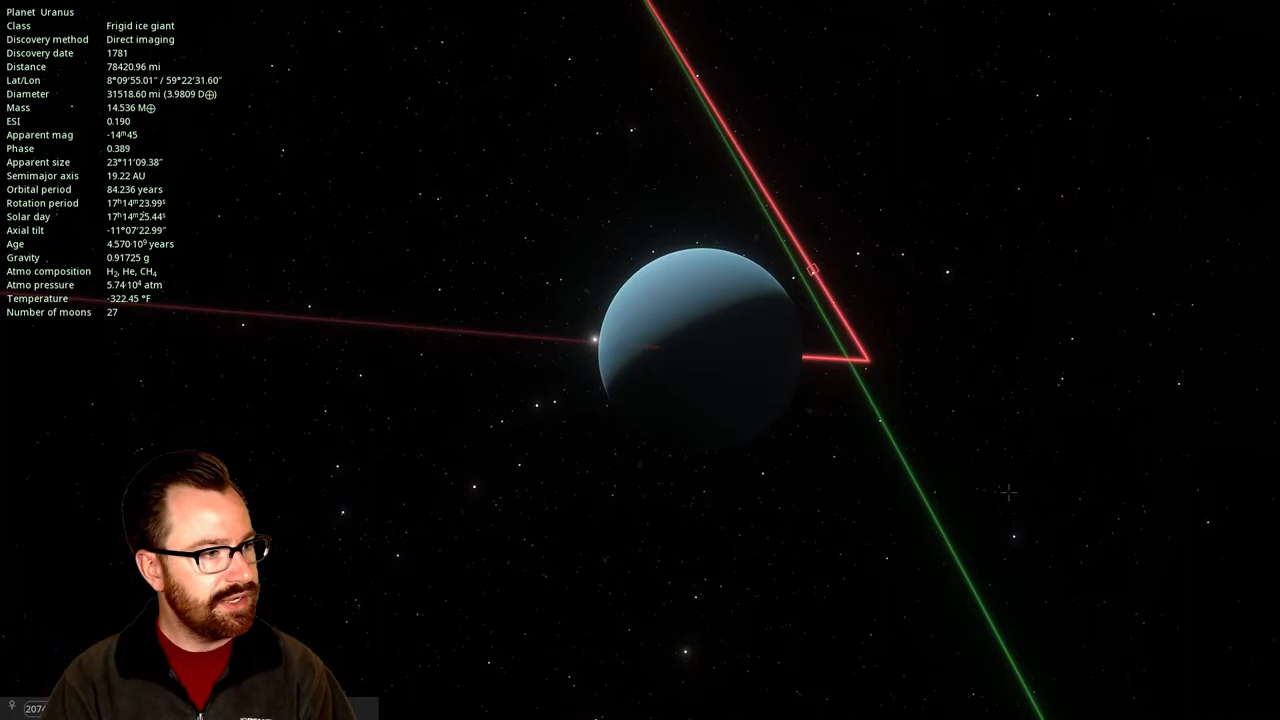 Planet Uranus
Class Frigid ice giant
Discovery method Direct imaging
Discovery date 1781
Distance 78420.96 mi
Lat/Lon 8°09′55.01″ / 59°22′31.60″
Diameter 31518.60 mi (3.9809 D⊕)
Mass 14.536 M⊕
ESI 0.190
Apparent mag -14ᵐ45
Phase 0.389
Apparent size 23°11′09.38″
Semimajor axis 19.22 AU
Orbital period 84.236 years
Rotation period 17ʰ14ᵐ23.99ˢ
Solar day 17ʰ14ᵐ25.44ˢ
Axial tilt -11°07′22.99″
Age 4.570·10⁹ years
Gravity 0.91725 g
Atmo composition H₂, He, CH₄
Atmo pressure 5.74·10⁴ atm
Temperature -322.45 °F
Number of moons 27